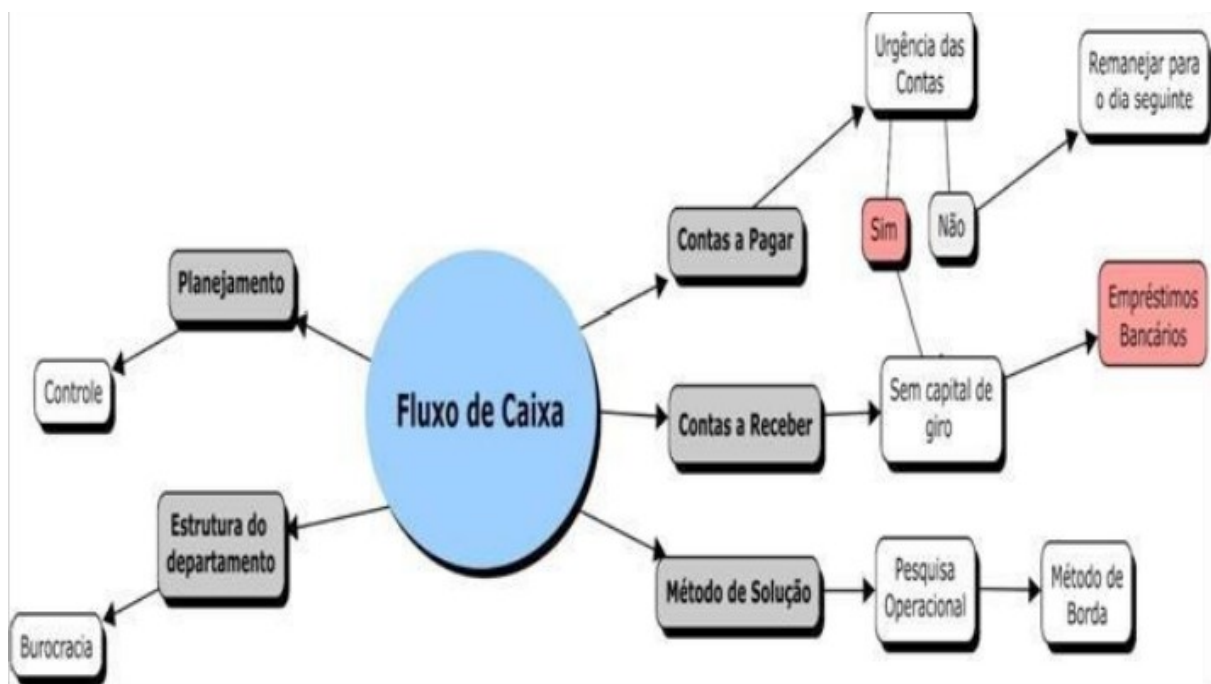 Urgência das
Contas
Remanejar para
o dia seguinte
Sim
Não
Contas a Pagar
Planejamento
Empréstimos
Bancários
Controle
Fluxo de Caixa
Contas a Receber
Sem capital de
giro
Estrutura do
departamento
Método de Solução
Pesquisa
Operacional
Método de
Borda
Burocracia